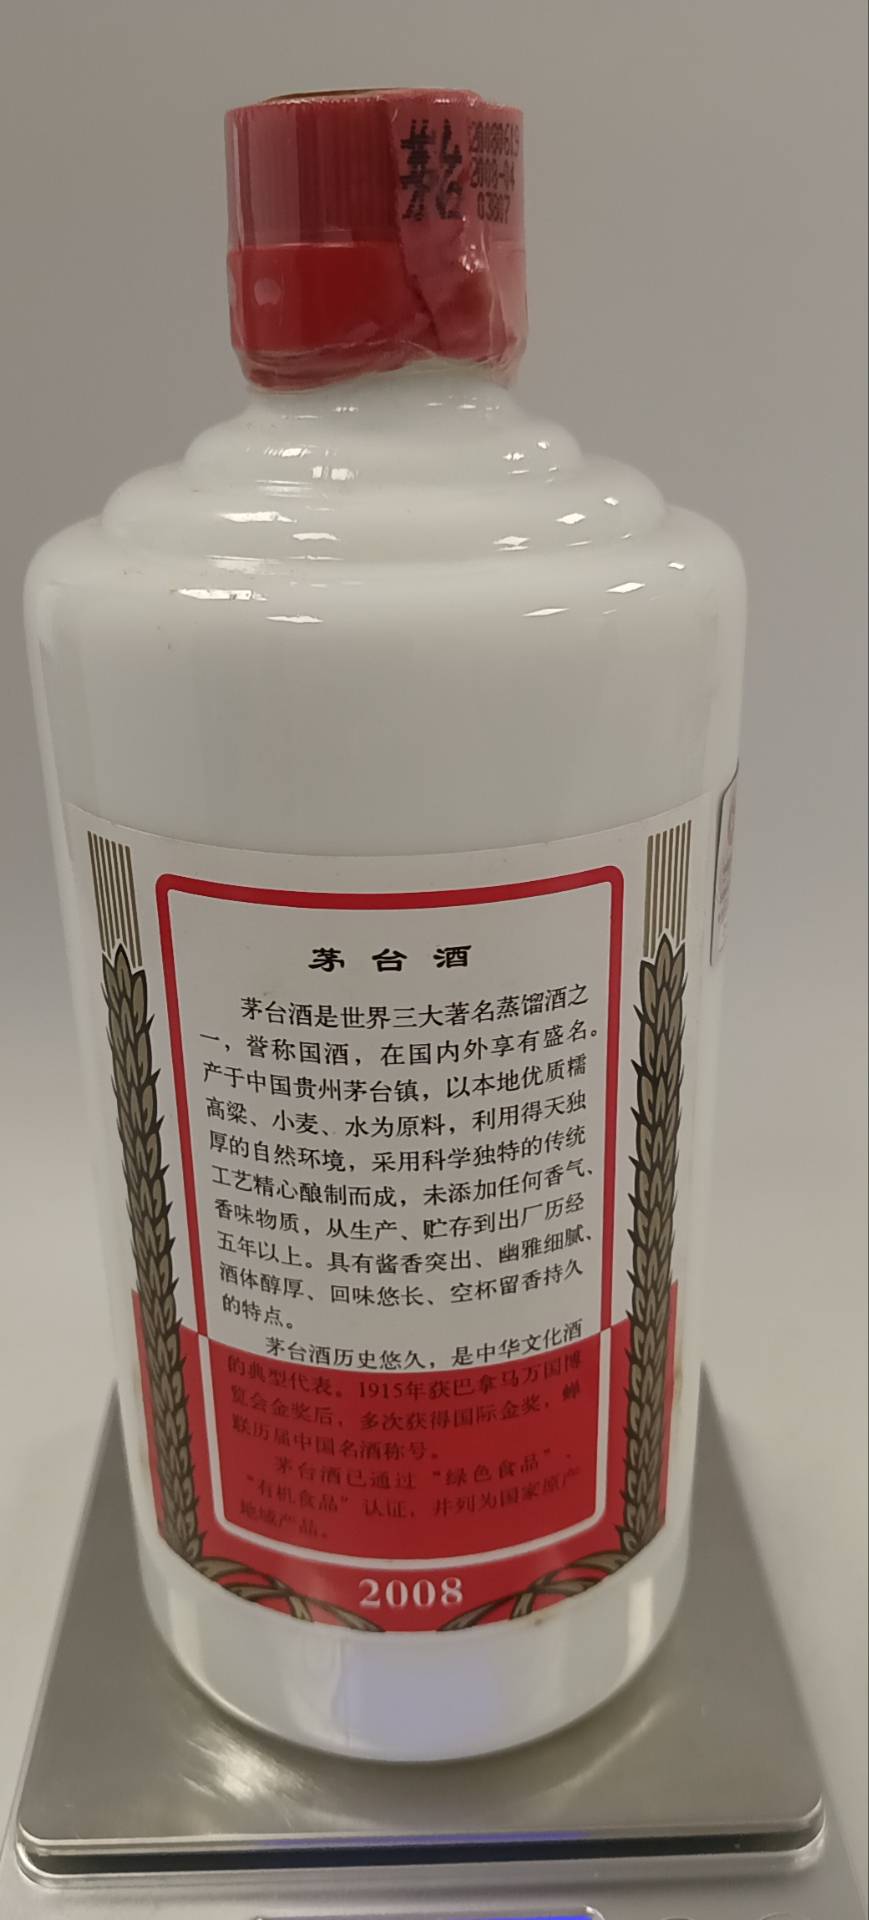 茅台
20080619
2008-04
03807
茅台酒
茅台酒是世界三大著名蒸馏酒之
一，誉称国酒，在国内外享有盛名。
产于中国贵州茅台镇，以本地优质糯
高粱、小麦、水为原料，利用得天独
厚的自然环境，采用科学独特的传统
工艺精心酿制而成，未添加任何香气、
香味物质，从生产、贮存到出厂历经
五年以上。具有酱香突出、幽雅细腻、
酒体醇厚、回味悠长、空杯留香持久
的特点。
茅台酒历史悠久，是中华文化酒
的典型代表。1915年获巴拿马万国博
览会金奖后，多次获得国际金奖，蝉
联历届中国名酒称号。
茅台酒已通过“绿色食品”、
“有机食品”认证，并列为国家原产
地域产品。
2008